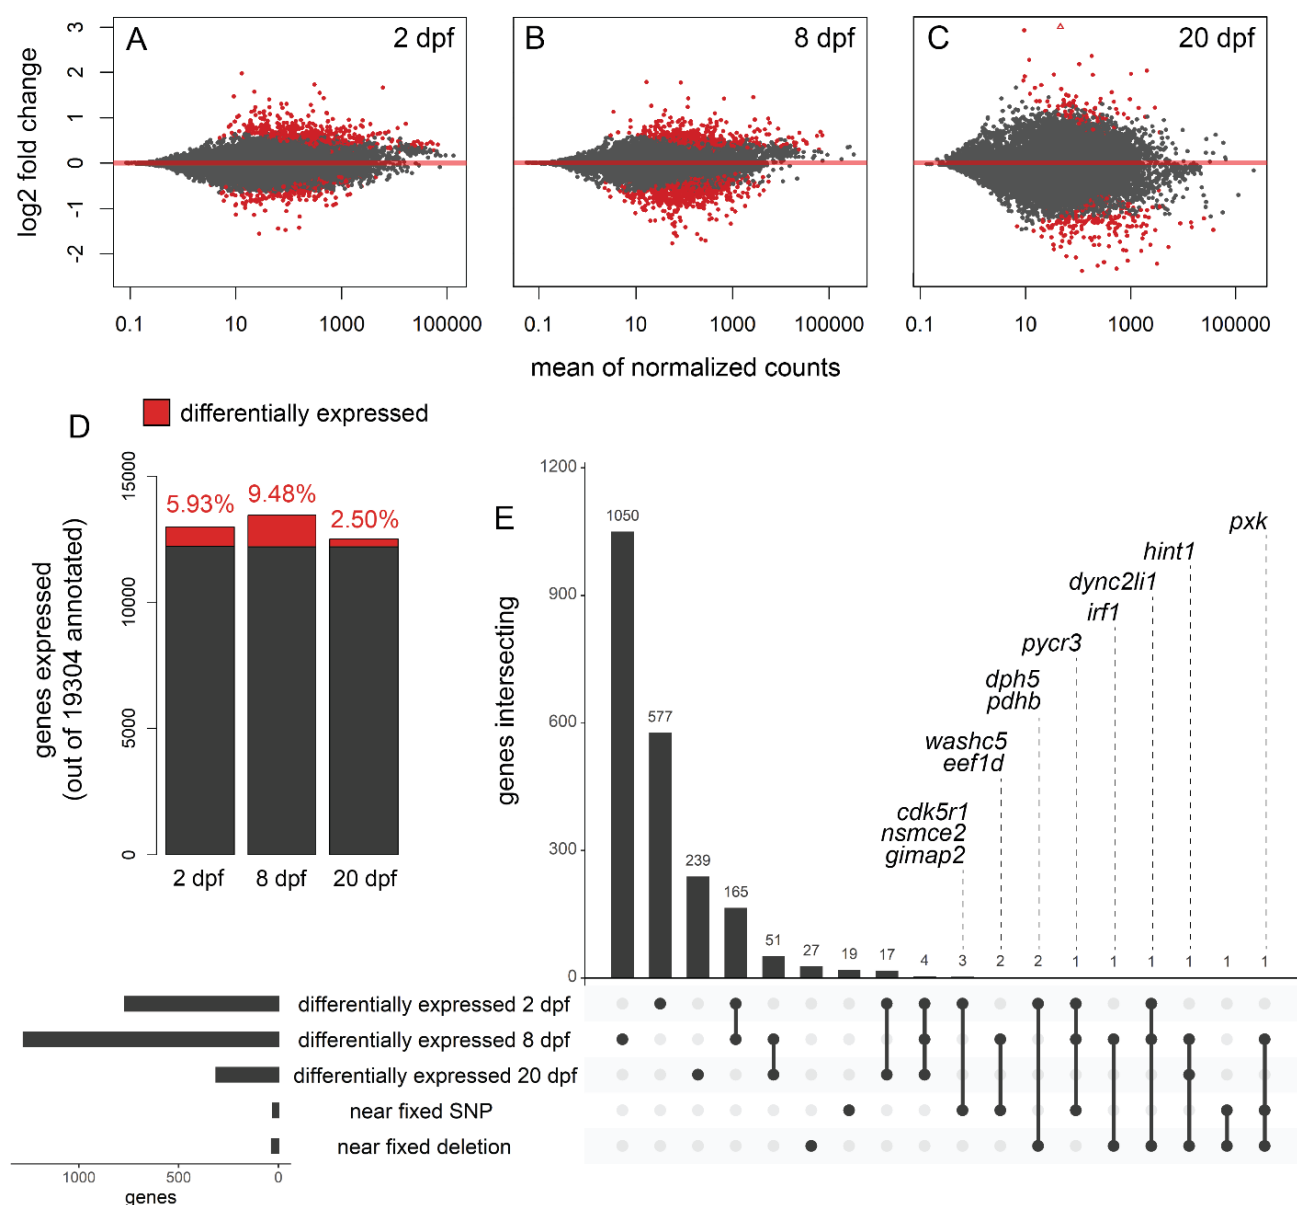 A
2 dpf
B
8 dpf
C
20 dpf
log2 fold change
3
2
1
0
-1
-2
0.1 10 1000 100000
0.1 10 1000 100000
0.1 10 1000 100000
mean of normalized counts
D
differentially expressed
genes expressed
(out of 19304 annotated)
15000
10000
5000
0
5.93%
9.48%
2.50%
2 dpf
8 dpf
20 dpf
E
genes intersecting
1200
900
600
300
0
1050
577
239
165
51
27
19
17
4
3
2
2
1
1
1
1
1
1
cdk5r1
nsmce2
gimap2
washc5
eef1d
dph5
pdhb
pycr3
irf1
dync2li1
hint1
pxk
differentially expressed 2 dpf
differentially expressed 8 dpf
differentially expressed 20 dpf
near fixed SNP
near fixed deletion
1000 500 0
genes